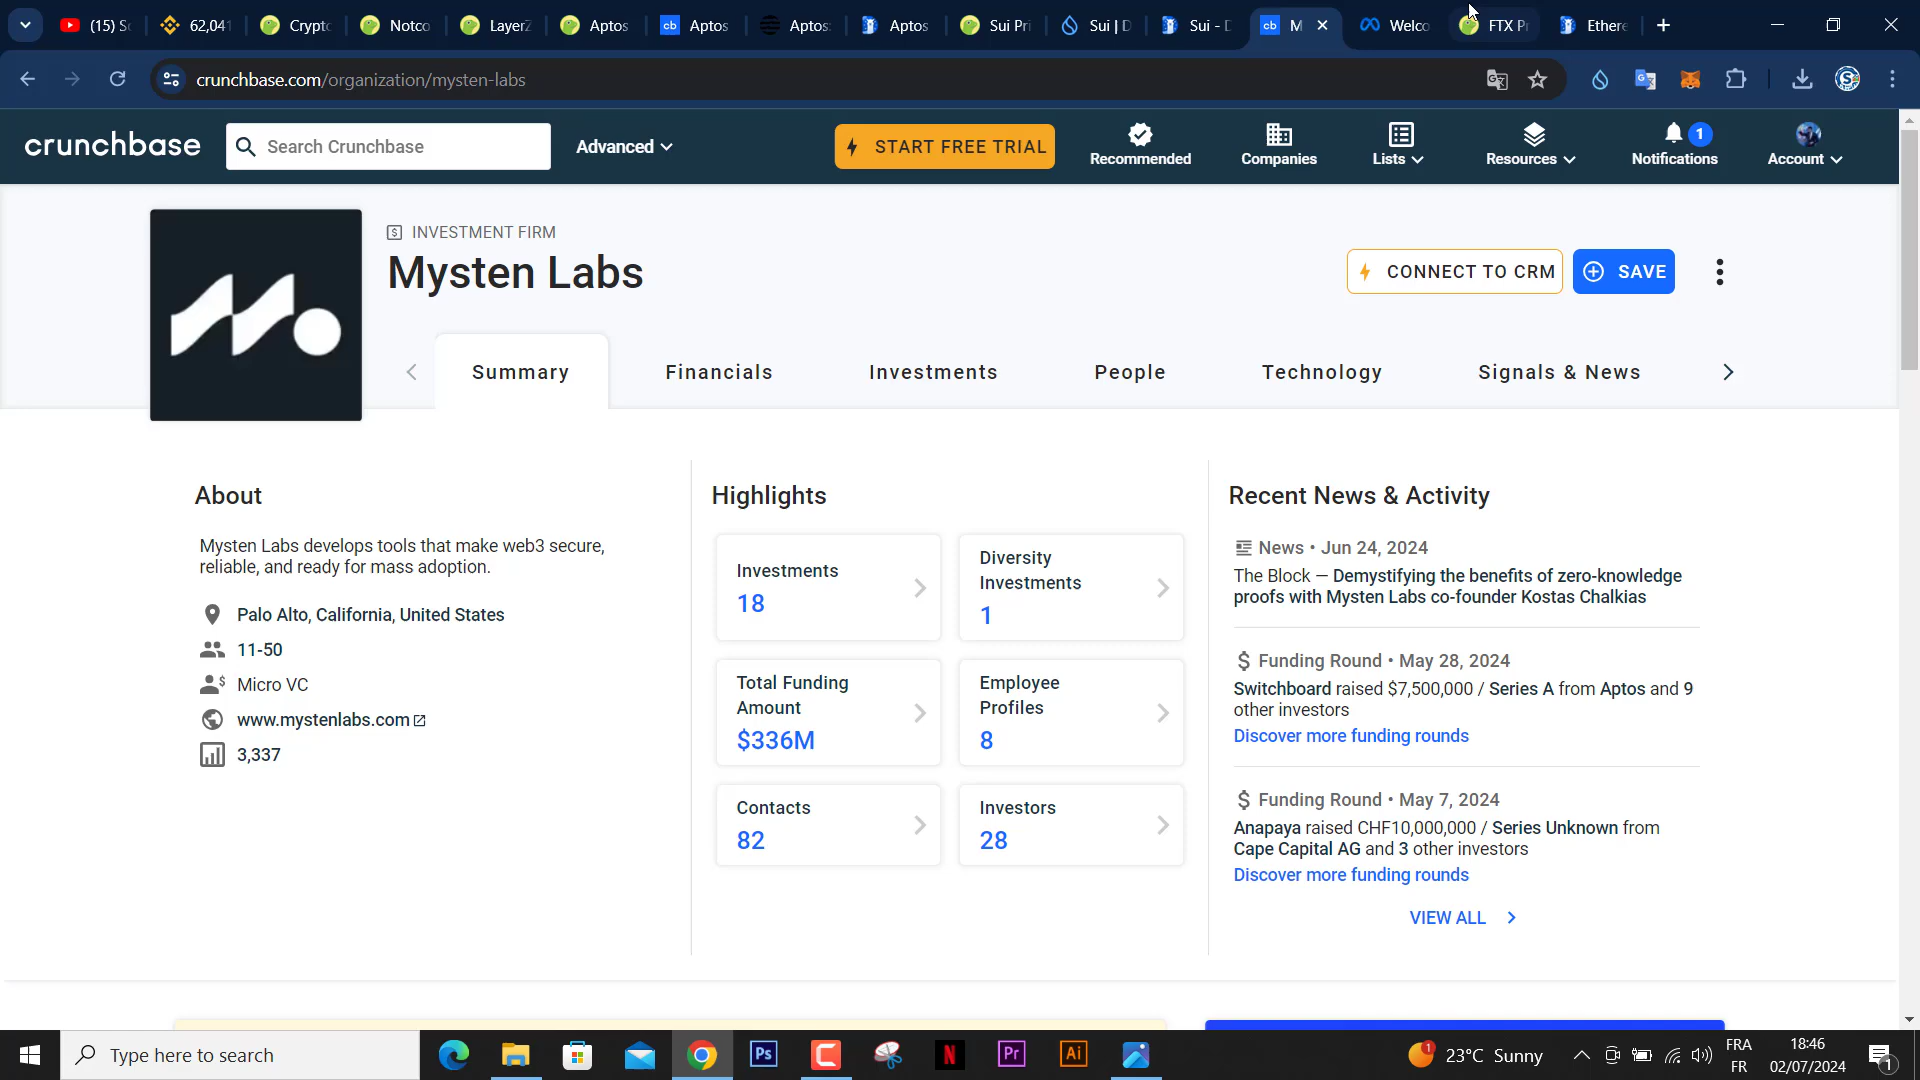 (15) Sc
62,041
Crypt
Notco
LayerZ
Aptos
cb Aptos
Aptos:
Aptos
Sui Pri
Sui | D
Sui - D
cb M
Welco
FTX Pr
Ethere
crunchbase.com/organization/mysten-labs
crunchbase
Search Crunchbase
Advanced
START FREE TRIAL
Recommended
Companies
Lists
Resources
1
Notifications
Account
INVESTMENT FIRM
Mysten Labs
CONNECT TO CRM
SAVE
Summary
Financials
Investments
People
Technology
Signals & News
About
Mysten Labs develops tools that make web3 secure,
reliable, and ready for mass adoption.
Palo Alto, California, United States
11-50
Micro VC
www.mystenlabs.com
3,337
Highlights
Investments
18
Diversity
Investments
1
Total Funding
Amount
$336M
Employee
Profiles
8
Contacts
82
Investors
28
Recent News & Activity
News • Jun 24, 2024
The Block — Demystifying the benefits of zero-knowledge
proofs with Mysten Labs co-founder Kostas Chalkias
Funding Round • May 28, 2024
Switchboard raised $7,500,000 / Series A from Aptos and 9
other investors
Discover more funding rounds
Funding Round • May 7, 2024
Anapaya raised CHF10,000,000 / Series Unknown from
Cape Capital AG and 3 other investors
Discover more funding rounds
VIEW ALL
Type here to search
Ps
N
Pr
Ai
1
23°C Sunny
FRA
FR
18:46
02/07/2024
1